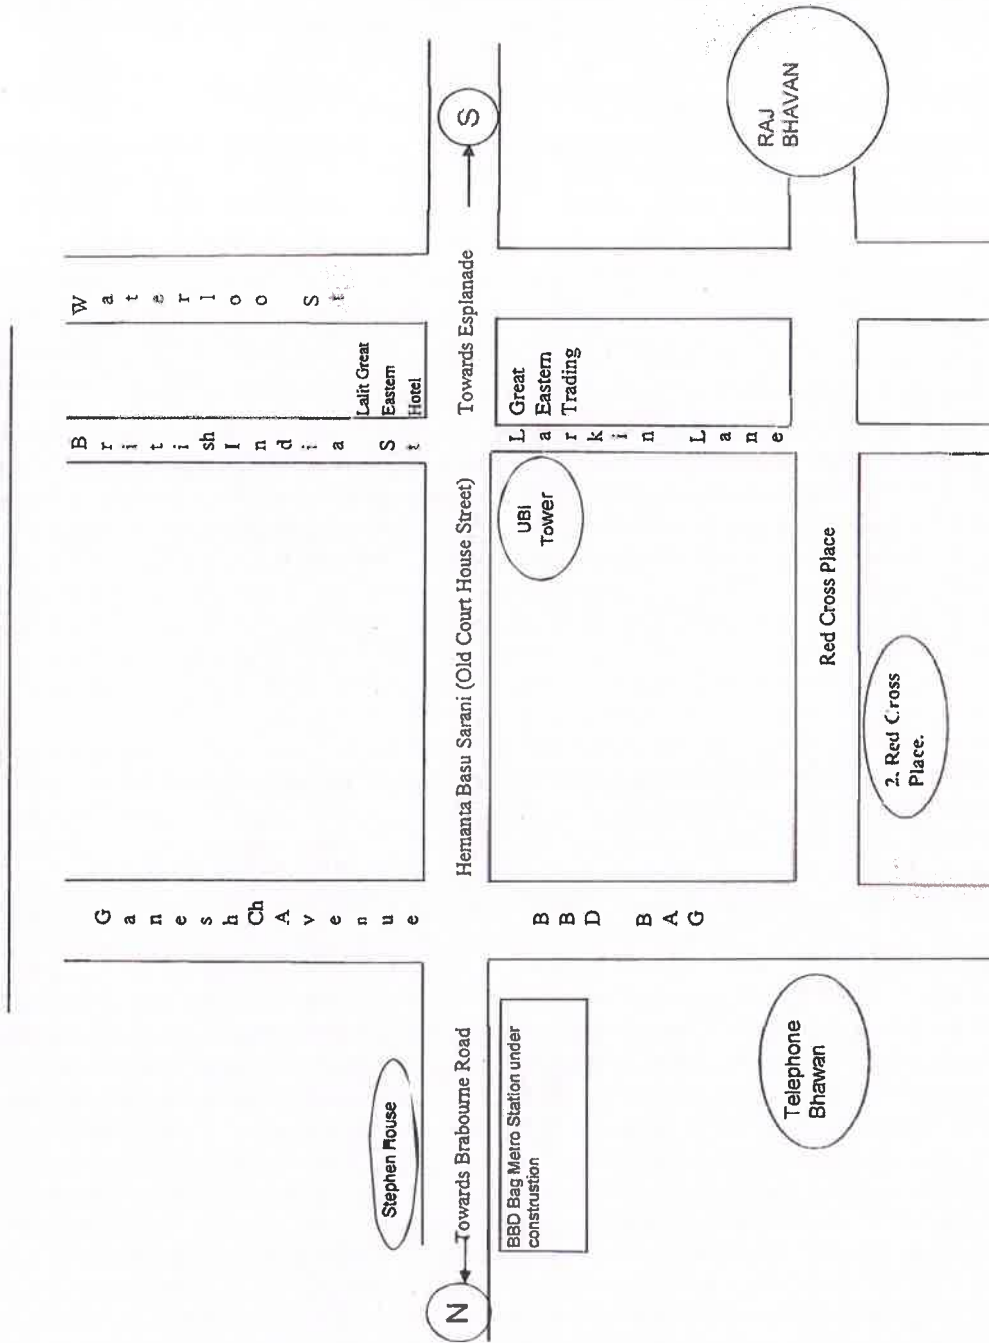 Ganesh Ch Avenue
British India St
Waterloo St
Stephen House
Lalit Great
Eastern
Hotel
N
Towards Brabourne Road
Hemanta Basu Sarani (Old Court House Street)
Towards Esplanade
S
BBD Bag Metro Station under
constrution
BBD BAG
UBI
Tower
Larkin Lane
Great
Eastern
Trading
Telephone
Bhawan
Red Cross Place
RAJ
BHAVAN
2. Red Cross
Place.